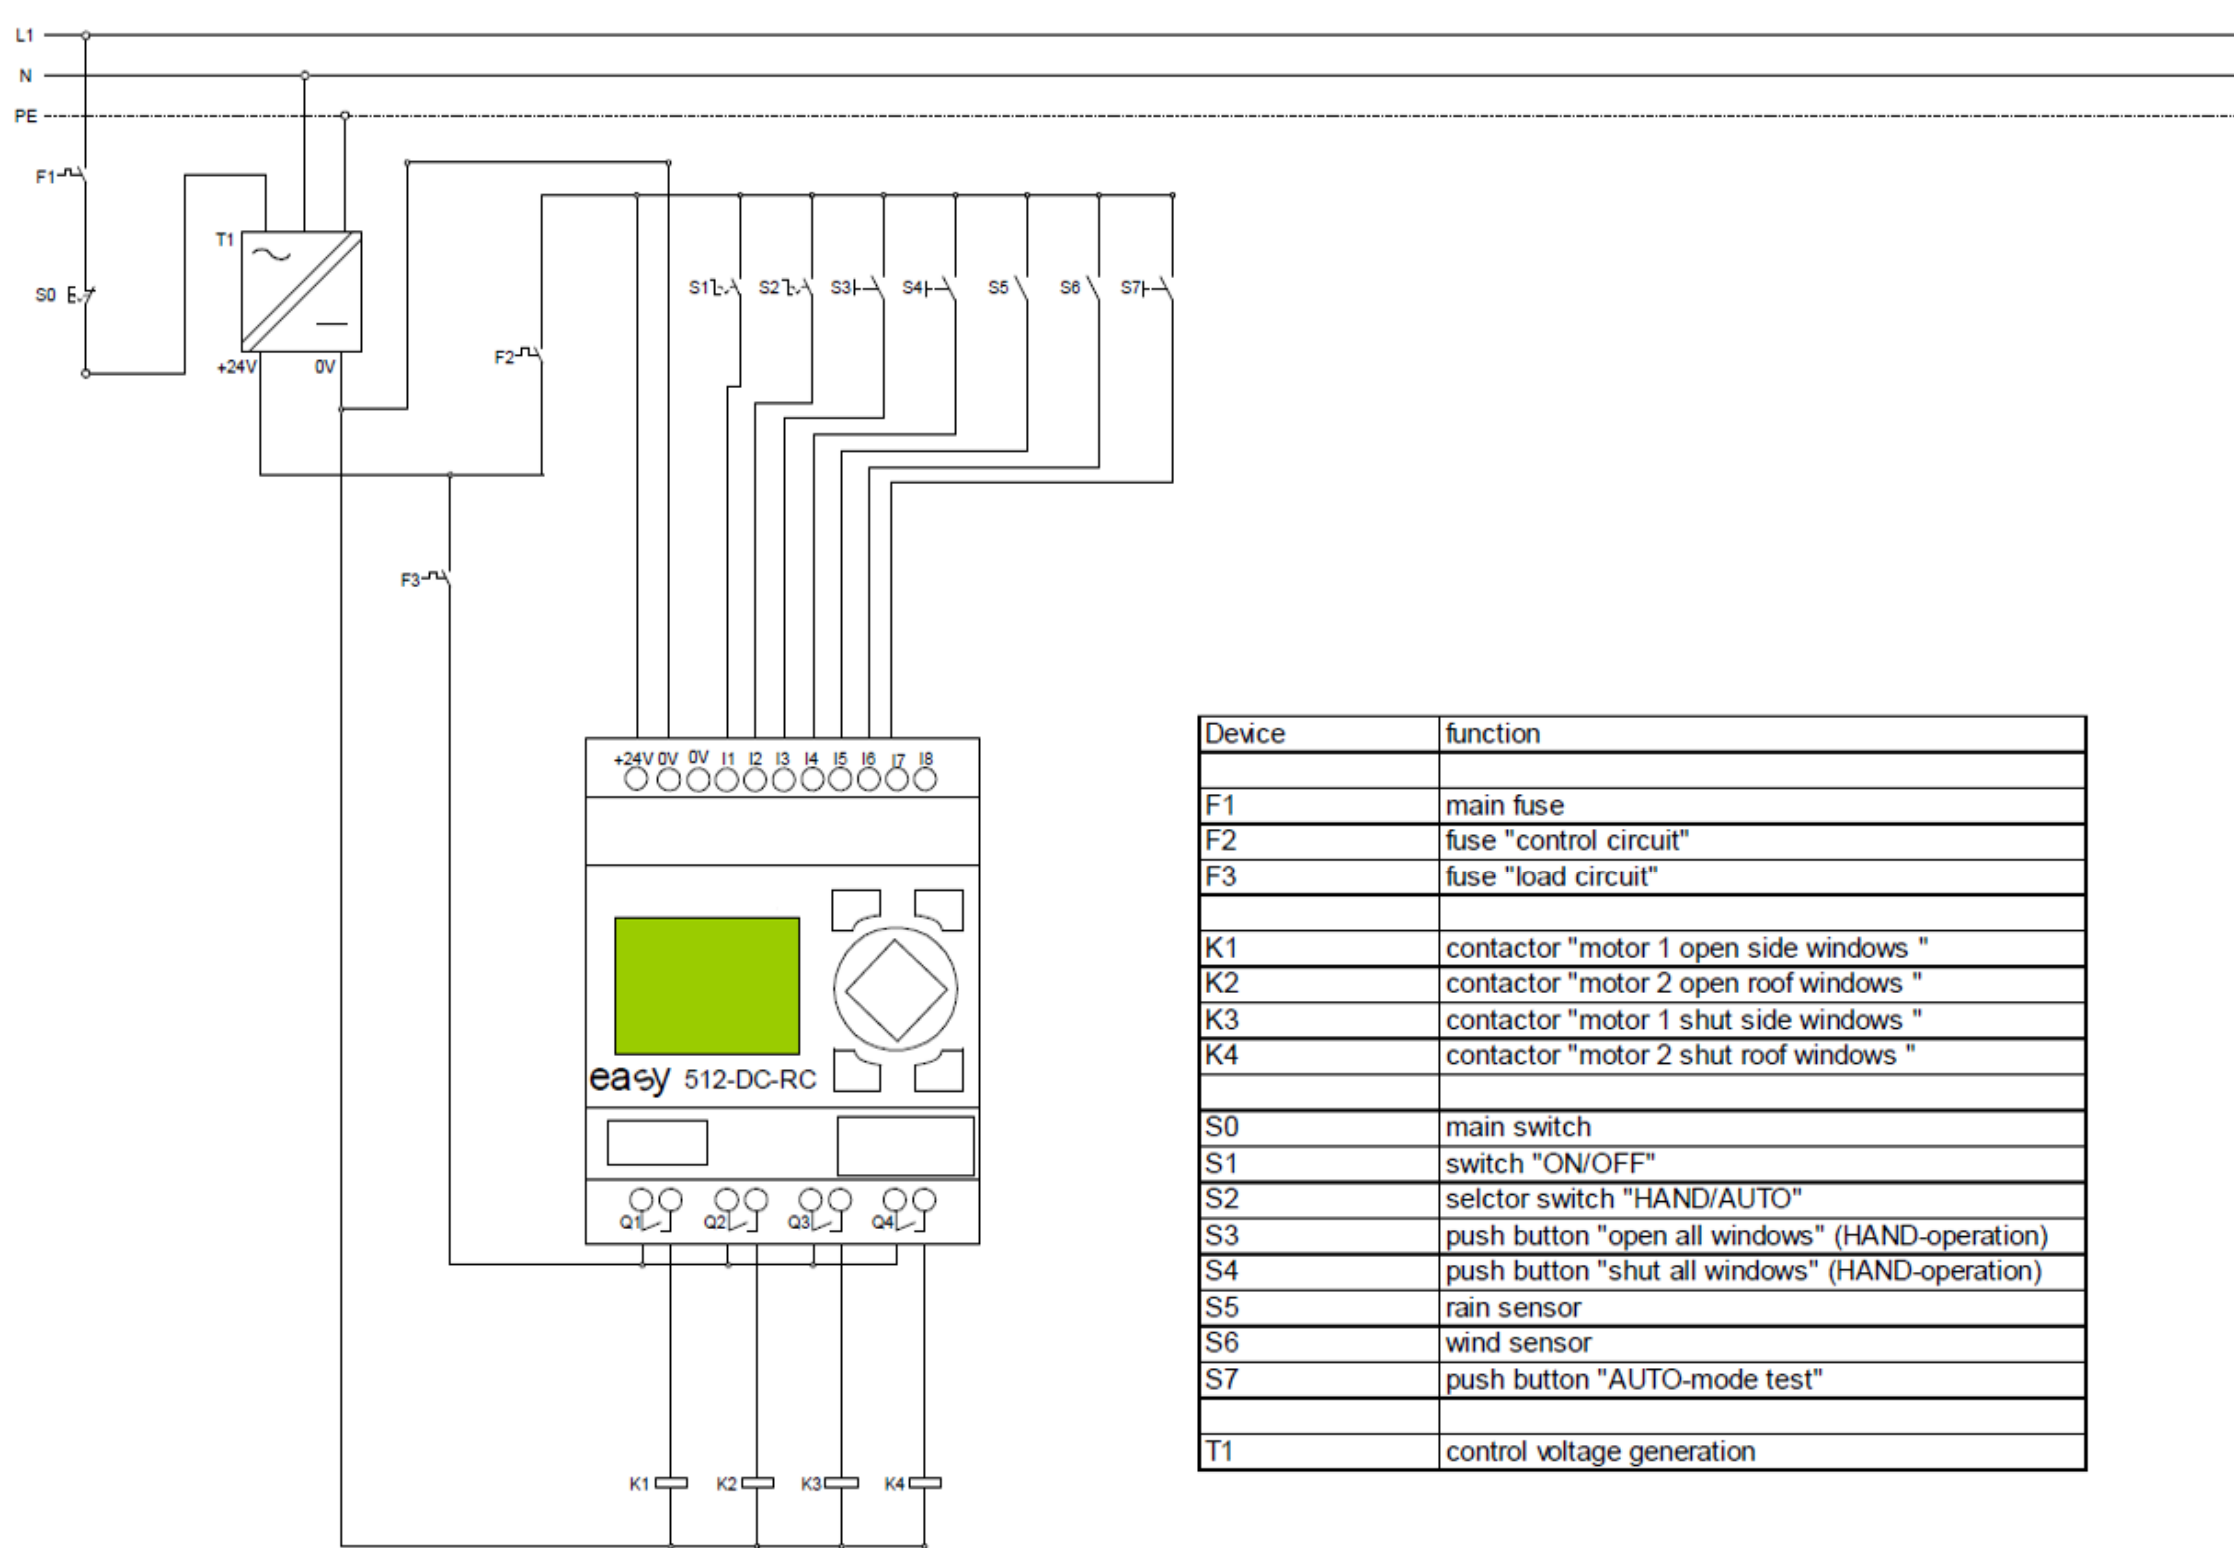 L1
N
PE
F1
T1
S0
S1
S2
S3
S4
S5
S6
S7
+24V
0V
F2
F3
+24V 0V 0V I1 I2 I3 I4 I5 I6 I7 I8
easy 512-DC-RC
Q1 Q2 Q3 Q4
K1 K2 K3 K4
Device function
F1 main fuse
F2 fuse "control circuit"
F3 fuse "load circuit"
K1 contactor "motor 1 open side windows "
K2 contactor "motor 2 open roof windows "
K3 contactor "motor 1 shut side windows "
K4 contactor "motor 2 shut roof windows "
S0 main switch
S1 switch "ON/OFF"
S2 selctor switch "HAND/AUTO"
S3 push button "open all windows" (HAND-operation)
S4 push button "shut all windows" (HAND-operation)
S5 rain sensor
S6 wind sensor
S7 push button "AUTO-mode test"
T1 control voltage generation